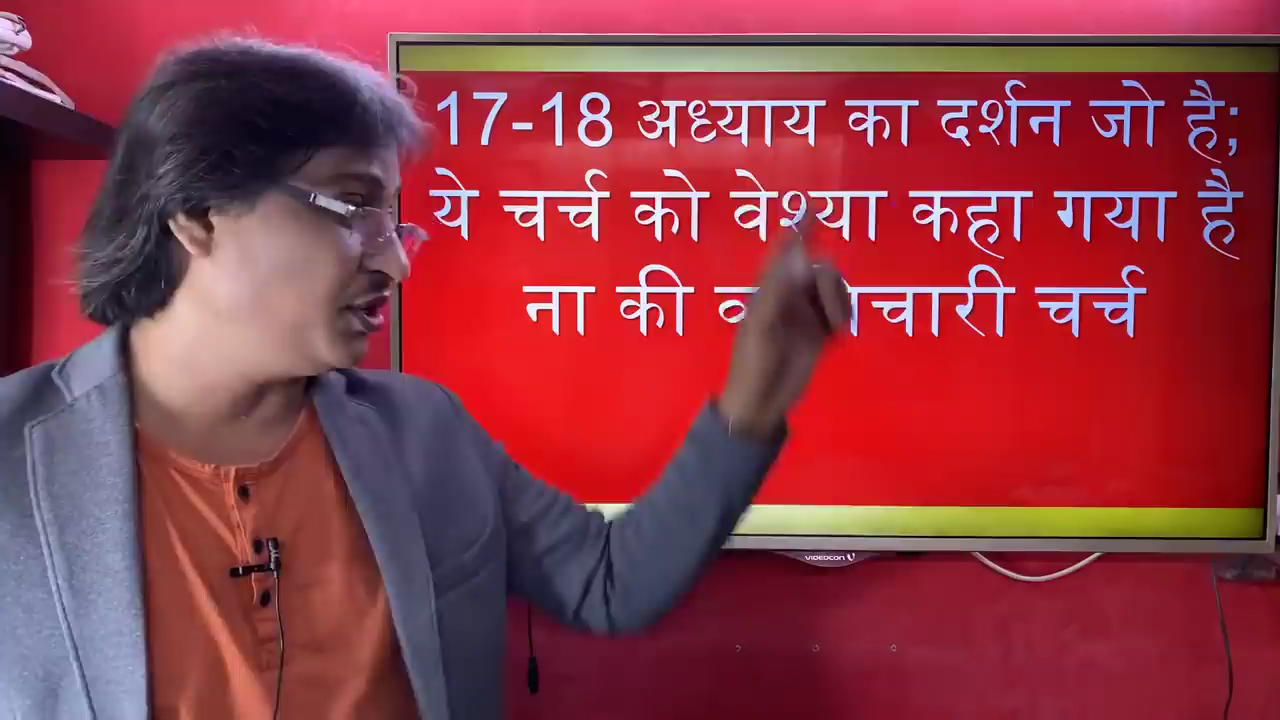 17-18 अध्याय का दर्शन जो है;
ये चर्च को वेश्या कहा गया है
ना की चर्च
VIDEOCON